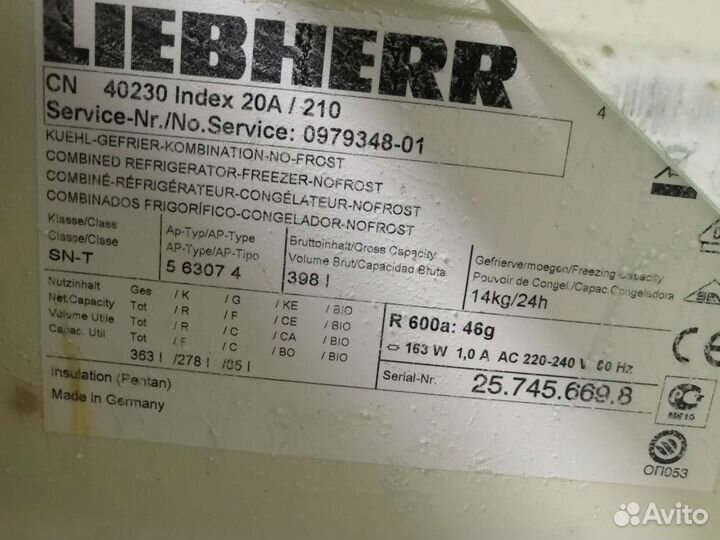 LIEBHERR
CN 40230 Index 20A / 210
4
Service-Nr./No.Service: 0979348-01
KUEHL-GEFRIER-KOMBINATION-NO-FROST
COMBINED REFRIGERATOR-FREEZER-NOFROST
COMBINÉ-RÉFRIGÉRATEUR-CONGÉLATEUR-NOFROST
COMBINADOS FRIGORÍFICO-CONGELADOR-NOFROST
Klasse/Class
Classe/Clase
SN-T
Ap-Typ/AP-Type
AP-Type/AP-Tipo
5 6307 4
Bruttoinhalt/Gross Capacity
Volume Brut/Capacidad Bruta
398 l
Gefriervermoegen/Freezing Capacity
Pouvoir de Congel./Capac.Congeladora
14kg/24h
Nutzinhalt Ges /K /G /KE /BIO
Net.Capacity Tot /R /F /CE /BIO
Volume Utile Tot /R /C /CA /BIO
Capac. Util Tot /F /C /BO /BIO
363 l /278 l /85 l
R 600a: 46g
163 W 1,0 A AC 220-240 V 60 Hz
CE
Insulation (Pentan)
Made in Germany
Serial-Nr. 25.745.669.8
ОП053
Avito